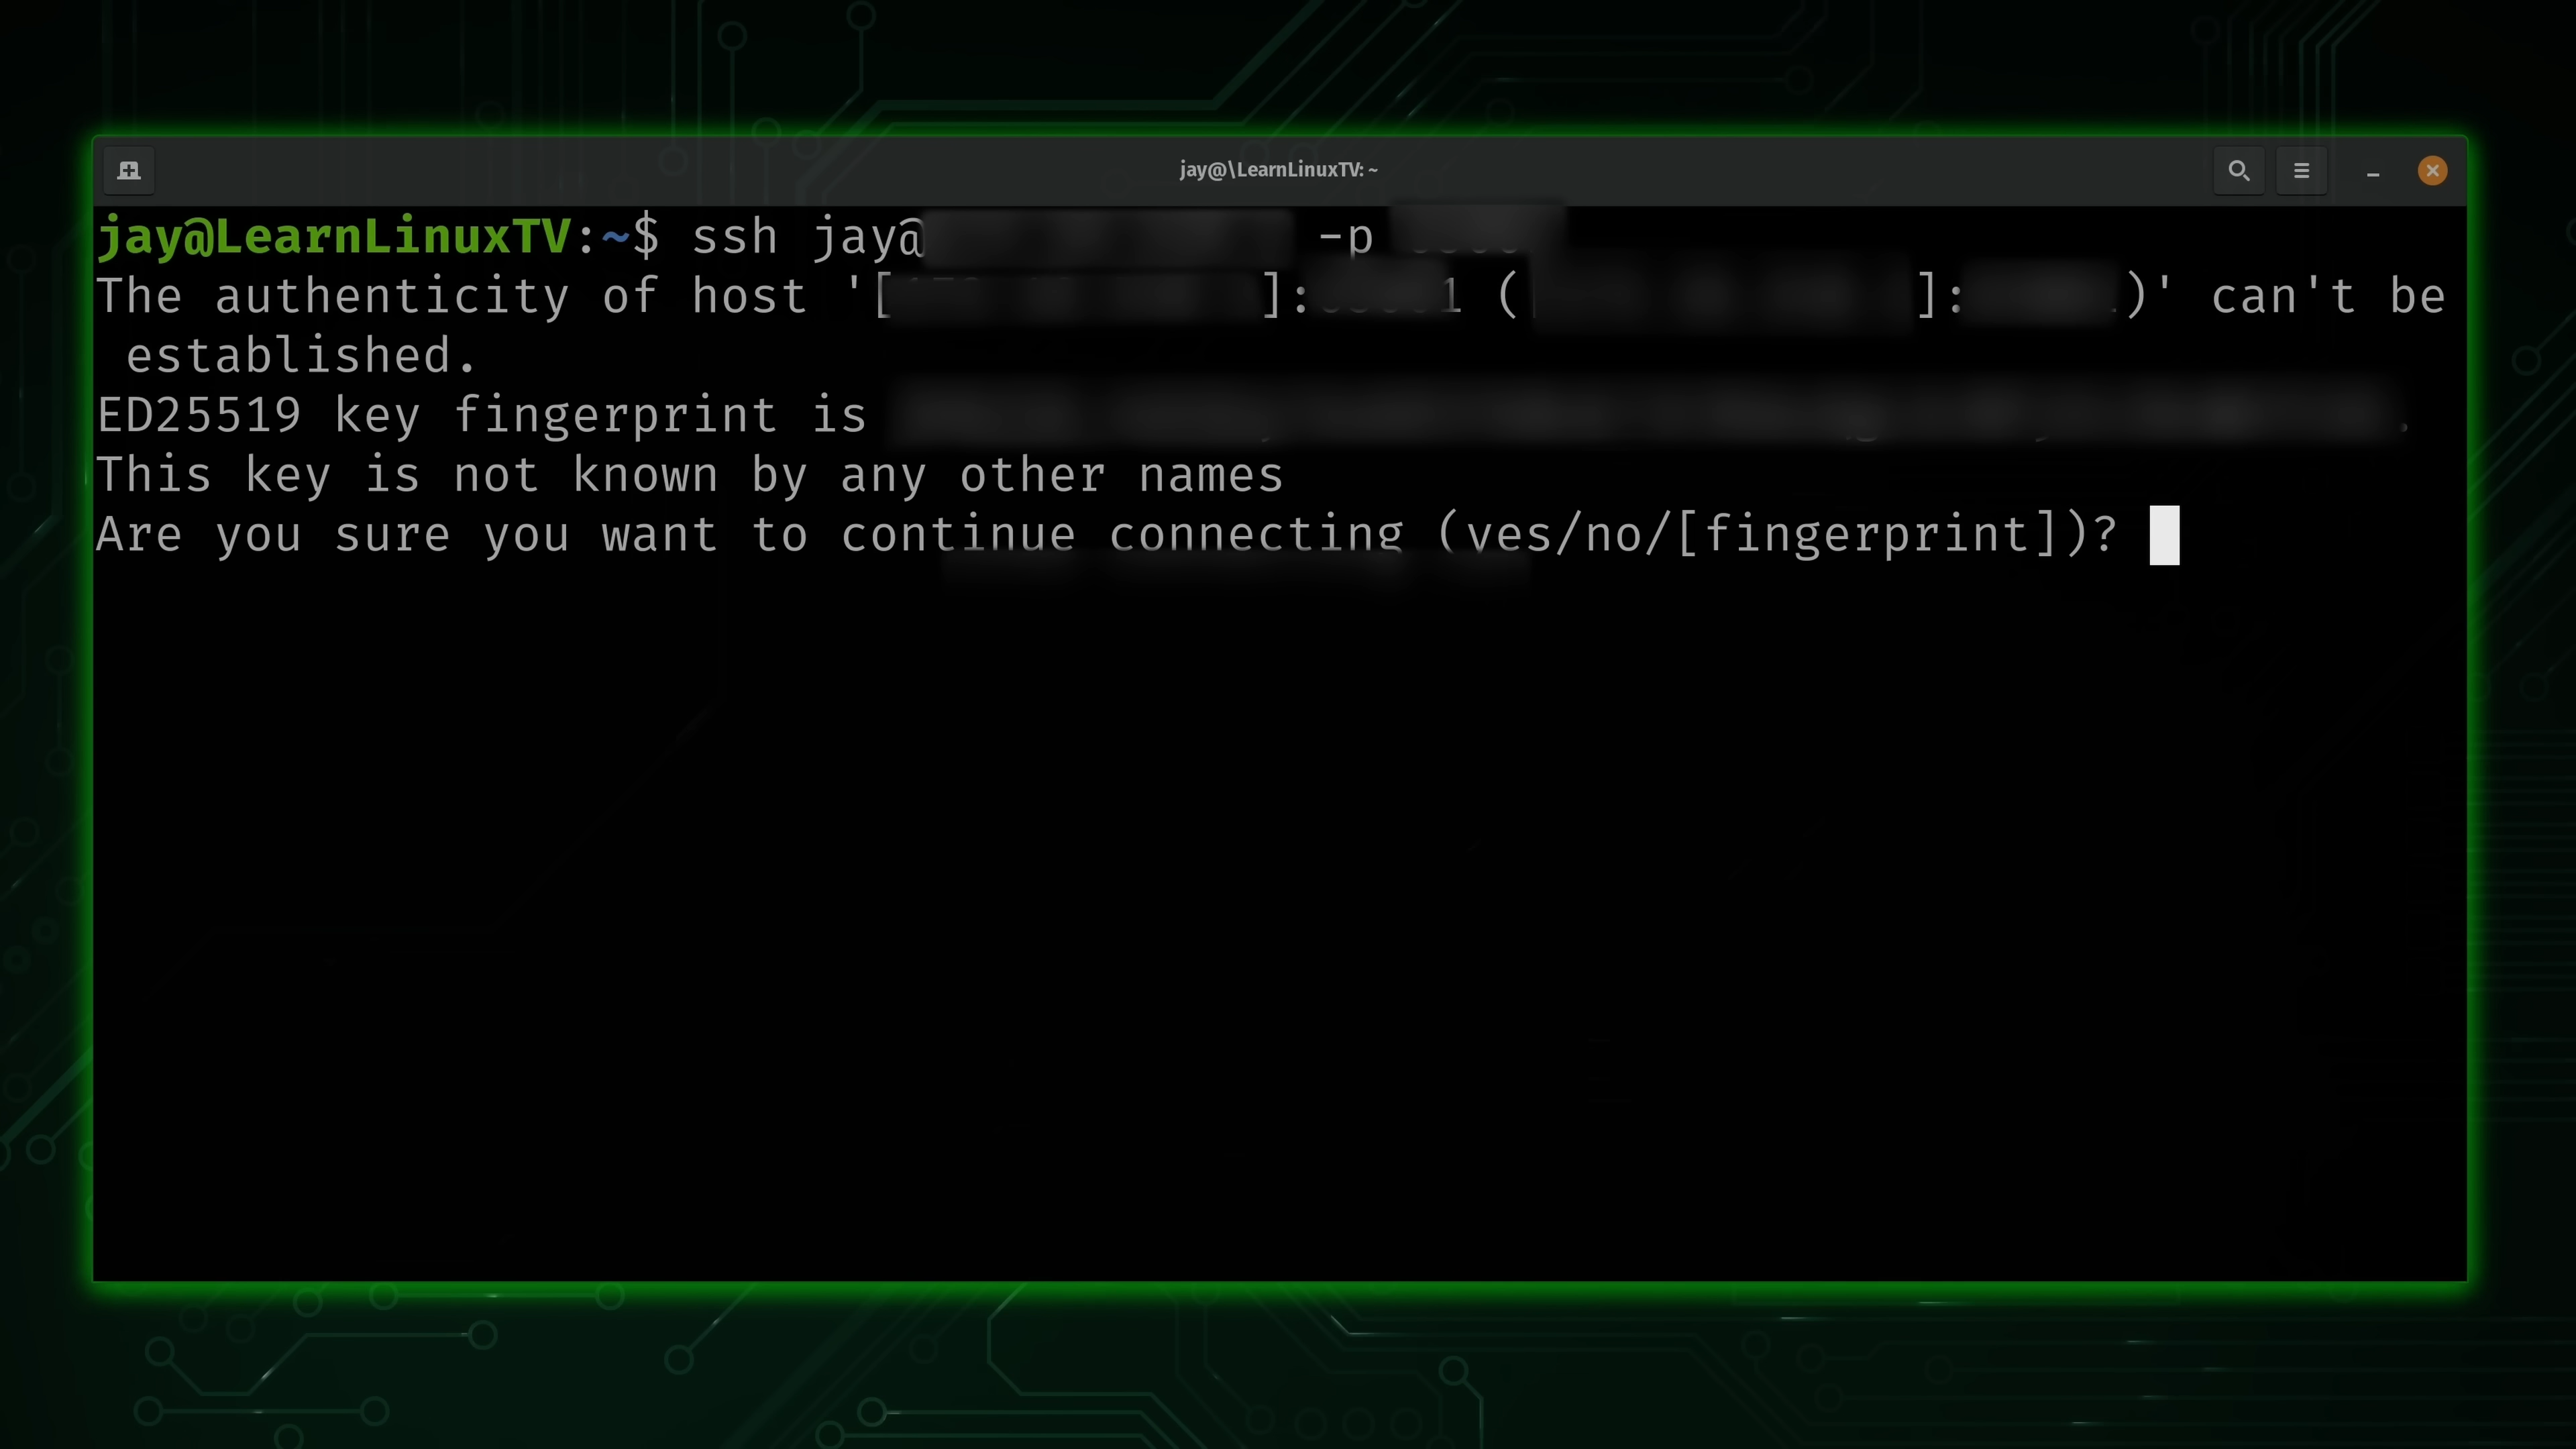 jay@\LearnLinuxTV: ~
jay@LearnLinuxTV:~$ ssh jay@ -p
The authenticity of host '[ ]: 1 ( ]: )' can't be
established.
ED25519 key fingerprint is .
This key is not known by any other names
Are you sure you want to continue connecting (yes/no/[fingerprint])?